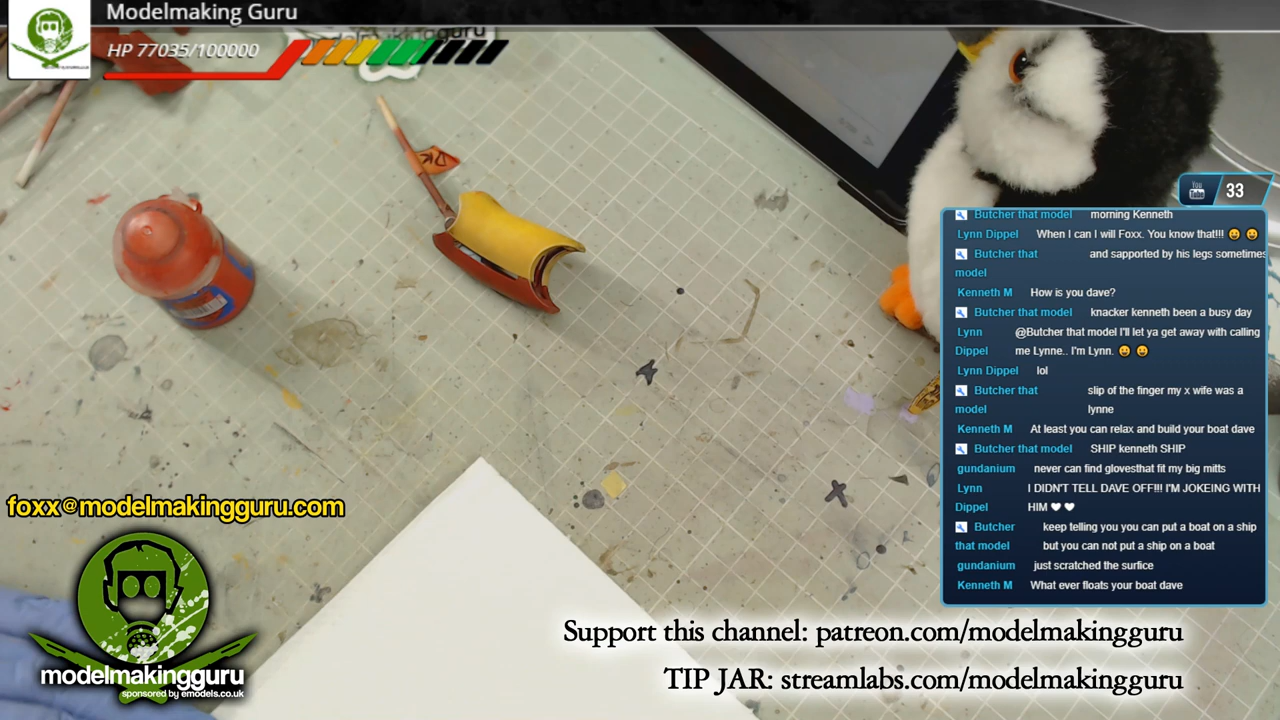 Modelmaking Guru
HP 77035/100000
You
Tube
33
Butcher that model morning Kenneth
Lynn Dippel When I can I will Foxx. You know that!!! 😀 😀
Butcher that and sapported by his legs sometimes
model
Kenneth M How is you dave?
Butcher that model knacker kenneth been a busy day
Lynn @Butcher that model I'll let ya get away with calling
Dippel me Lynne.. I'm Lynn. 😀 😀
Lynn Dippel lol
Butcher that slip of the finger my x wife was a
model lynne
Kenneth M At least you can relax and build your boat dave
Butcher that model SHIP kenneth SHIP
gundanium never can find glovesthat fit my big mitts
Lynn I DIDN'T TELL DAVE OFF!!! I'M JOKEING WITH
Dippel HIM ♥ ♥
Butcher keep telling you you can put a boat on a ship
that model but you can not put a ship on a boat
gundanium just scratched the surfice
Kenneth M What ever floats your boat dave
foxx@modelmakingguru.com
modelmakingguru
sponsored by emodels.co.uk
Support this channel: patreon.com/modelmakingguru
TIP JAR: streamlabs.com/modelmakingguru